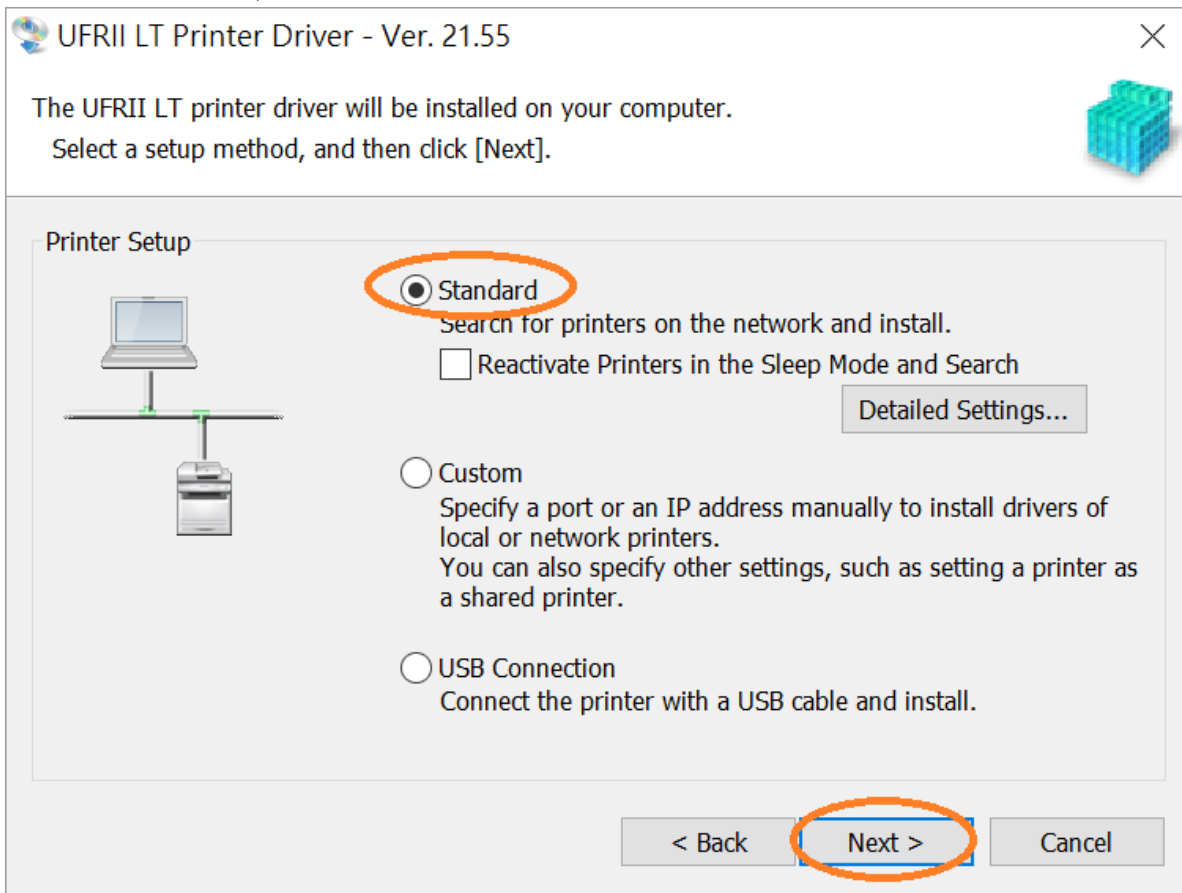 UFRII LT Printer Driver - Ver. 21.55
The UFRII LT printer driver will be installed on your computer.
Select a setup method, and then click [Next].
Printer Setup
Standard
Search for printers on the network and install.
Reactivate Printers in the Sleep Mode and Search
Detailed Settings...
Custom
Specify a port or an IP address manually to install drivers of
local or network printers.
You can also specify other settings, such as setting a printer as
a shared printer.
USB Connection
Connect the printer with a USB cable and install.
< Back
Next >
Cancel